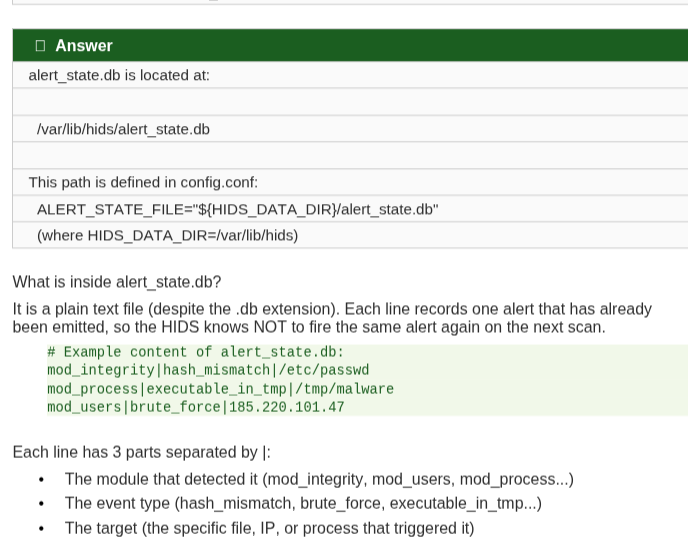 Answer
alert_state.db is located at:
/var/lib/hids/alert_state.db
This path is defined in config.conf:
ALERT_STATE_FILE="${HIDS_DATA_DIR}/alert_state.db"
(where HIDS_DATA_DIR=/var/lib/hids)
What is inside alert_state.db?
It is a plain text file (despite the .db extension). Each line records one alert that has already
been emitted, so the HIDS knows NOT to fire the same alert again on the next scan.
# Example content of alert_state.db:
mod_integrity|hash_mismatch|/etc/passwd
mod_process|executable_in_tmp|/tmp/malware
mod_users|brute_force|185.220.101.47
Each line has 3 parts separated by |:
• The module that detected it (mod_integrity, mod_users, mod_process...)
• The event type (hash_mismatch, brute_force, executable_in_tmp...)
• The target (the specific file, IP, or process that triggered it)